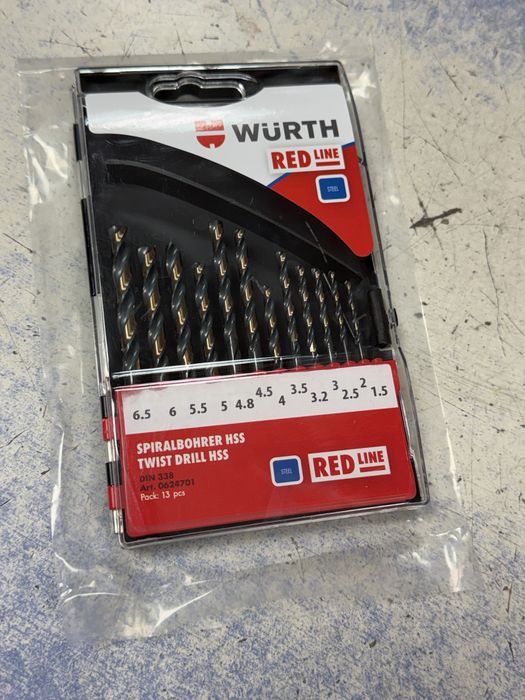 WÜRTH
RED LINE
STEEL
6.5 6 5.5 5 4.8 4.5 4 3.5 3.2 3 2.5 2 1.5
SPIRALBOHRER HSS
TWIST DRILL HSS
DIN 338
Art. 0624701
Pack: 13 pcs
STEEL
RED LINE